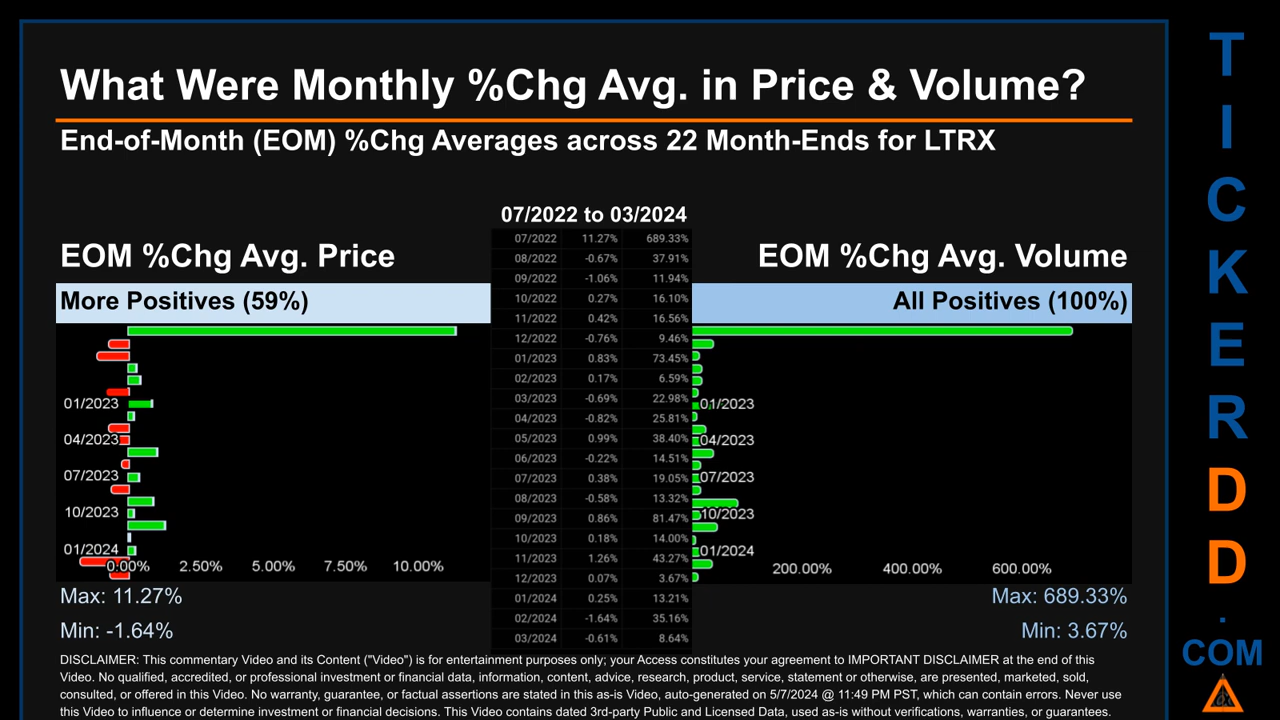 What Were Monthly %Chg Avg. in Price & Volume?
End-of-Month (EOM) %Chg Averages across 22 Month-Ends for LTRX
07/2022 to 03/2024
EOM %Chg Avg. Price
EOM %Chg Avg. Volume
More Positives (59%)
All Positives (100%)
07/2022 11.27% 689.33%
08/2022 -0.67% 37.91%
09/2022 -1.06% 11.94%
10/2022 0.27% 16.10%
11/2022 0.42% 16.56%
12/2022 -0.76% 9.46%
01/2023 0.83% 73.45%
02/2023 0.17% 6.59%
03/2023 -0.69% 22.98%
04/2023 -0.82% 25.81%
05/2023 0.99% 38.40%
06/2023 -0.22% 14.51%
07/2023 0.38% 19.05%
08/2023 -0.58% 13.32%
09/2023 0.86% 81.47%
10/2023 0.18% 14.00%
11/2023 1.26% 43.27%
12/2023 0.07% 3.67%
01/2024 0.25% 13.21%
02/2024 -1.64% 35.16%
03/2024 -0.61% 8.64%
01/2023
04/2023
07/2023
10/2023
01/2024
0.00% 2.50% 5.00% 7.50% 10.00%
01/2023
04/2023
07/2023
10/2023
01/2024
200.00% 400.00% 600.00%
Max: 11.27%
Min: -1.64%
Max: 689.33%
Min: 3.67%
DISCLAIMER: This commentary Video and its Content ("Video") is for entertainment purposes only; your Access constitutes your agreement to IMPORTANT DISCLAIMER at the end of this
Video. No qualified, accredited, or professional investment or financial data, information, content, advice, research, product, service, statement or otherwise, are presented, marketed, sold,
consulted, or offered in this Video. No warranty, guarantee, or factual assertions are stated in this as-is Video, auto-generated on 5/7/2024 @ 11:49 PM PST, which can contain errors. Never use
this Video to influence or determine investment or financial decisions. This Video contains dated 3rd-party Public and Licensed Data, used as-is without verifications, warranties, or guarantees.
T
I
C
K
E
R
D
D
.
COM